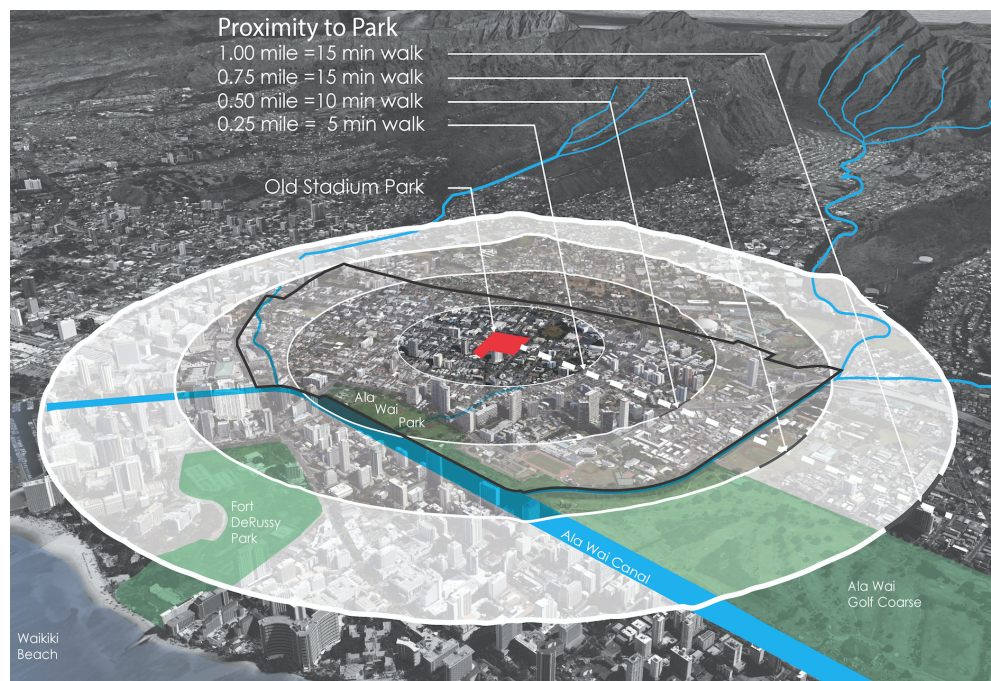 Proximity to Park
1.00 mile =15 min walk
0.75 mile =15 min walk
0.50 mile =10 min walk
0.25 mile =  5 min walk
Old Stadium Park
Ala
Wai
Park
Fort
DeRussy
Park
Ala Wai Canal
Ala Wai
Golf Coarse
Waikiki
Beach